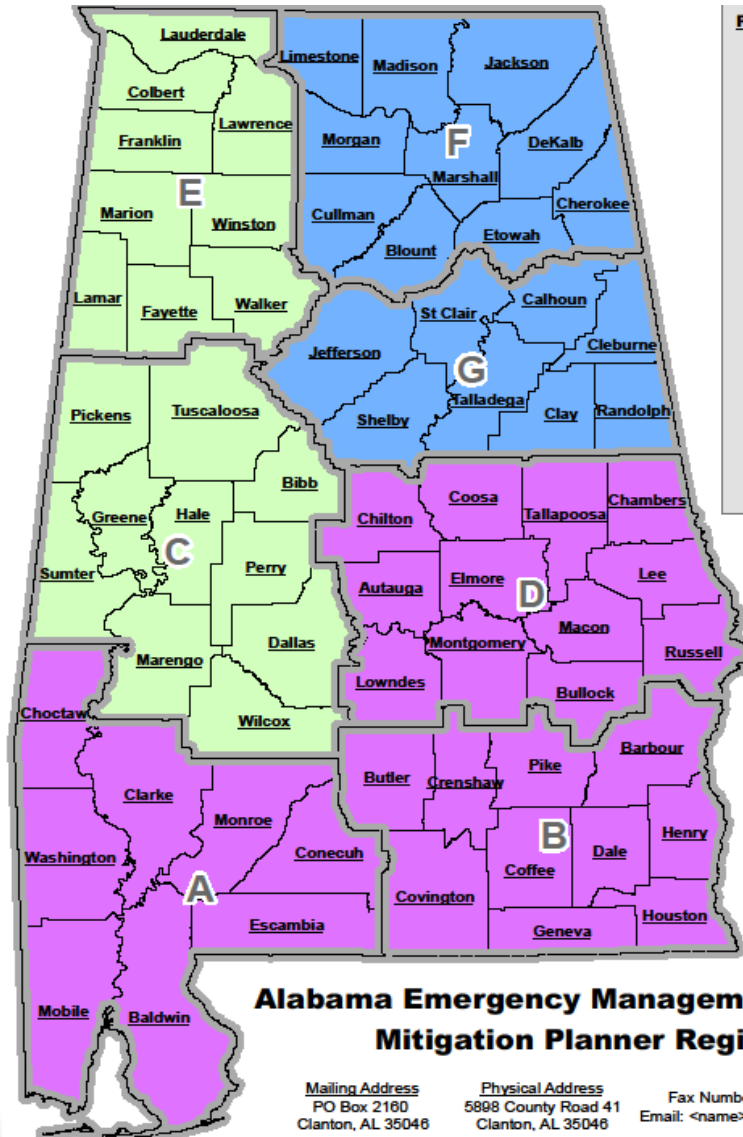 Lauderdale
F
Limestone
Madison
Jackson
Colbert
Lawrence
Franklin
Morgan
F
DeKalb
Marshall
E
Marion
Winston
Cullman
Cherokee
Etowah
Blount
Lamar
Fayette
Walker
St Clair
Calhoun
Jefferson
Cleburne
G
Talladega
Shelby
Clay
Randolph
Pickens
Tuscaloosa
Bibb
Greene
Hale
C
Sumter
Perry
Dallas
Marengo
Wilcox
Chilton
Coosa
Tallapoosa
Chambers
Autauga
Elmore
D
Lee
Macon
Montgomery
Russell
Lowndes
Bullock
Choctaw
Clarke
Monroe
Washington
Conecuh
A
Escambia
Mobile
Baldwin
Butler
Crenshaw
Pike
Barbour
B
Henry
Dale
Coffee
Covington
Houston
Geneva
Alabama Emergency Managem
Mitigation Planner Regi
Mailing Address
PO Box 2160
Clanton, AL 35046
Physical Address
5898 County Road 41
Clanton, AL 35046
Fax Numbe
Email: <name>